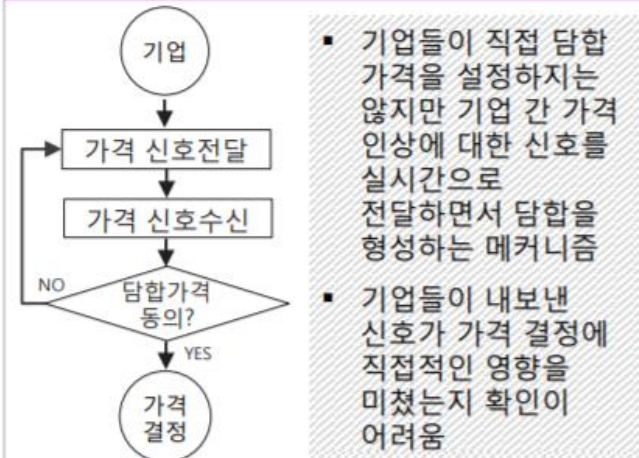 기업
가격 신호전달
가격 신호수신
NO
담합가격
동의?
YES
가격
결정
▪ 기업들이 직접 담합
가격을 설정하지는
않지만 기업 간 가격
인상에 대한 신호를
실시간으로
전달하면서 담합을
형성하는 메커니즘
▪ 기업들이 내보낸
신호가 가격 결정에
직접적인 영향을
미쳤는지 확인이
어려움